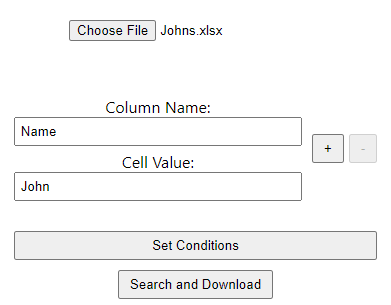 Choose File Johns.xlsx
Column Name:
Name
+ -
Cell Value:
John
Set Conditions
Search and Download